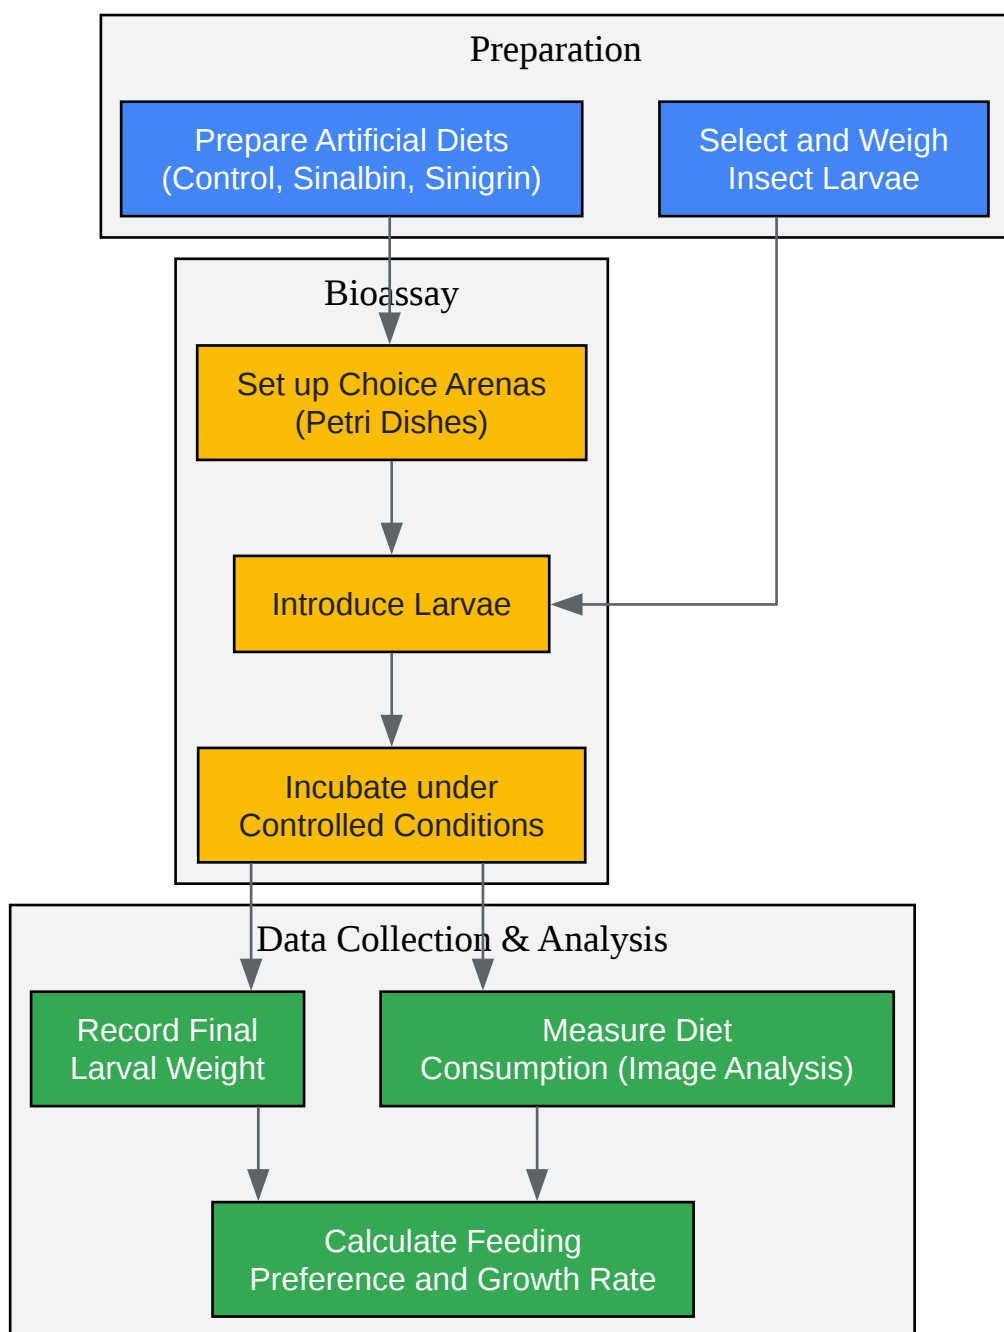 Preparation
Prepare Artificial Diets
(Control, Sinalbin, Sinigrin)
Select and Weigh
Insect Larvae
Bioassay
Set up Choice Arenas
(Petri Dishes)
Introduce Larvae
Incubate under
Controlled Conditions
Data Collection & Analysis
Record Final
Larval Weight
Measure Diet
Consumption (Image Analysis)
Calculate Feeding
Preference and Growth Rate